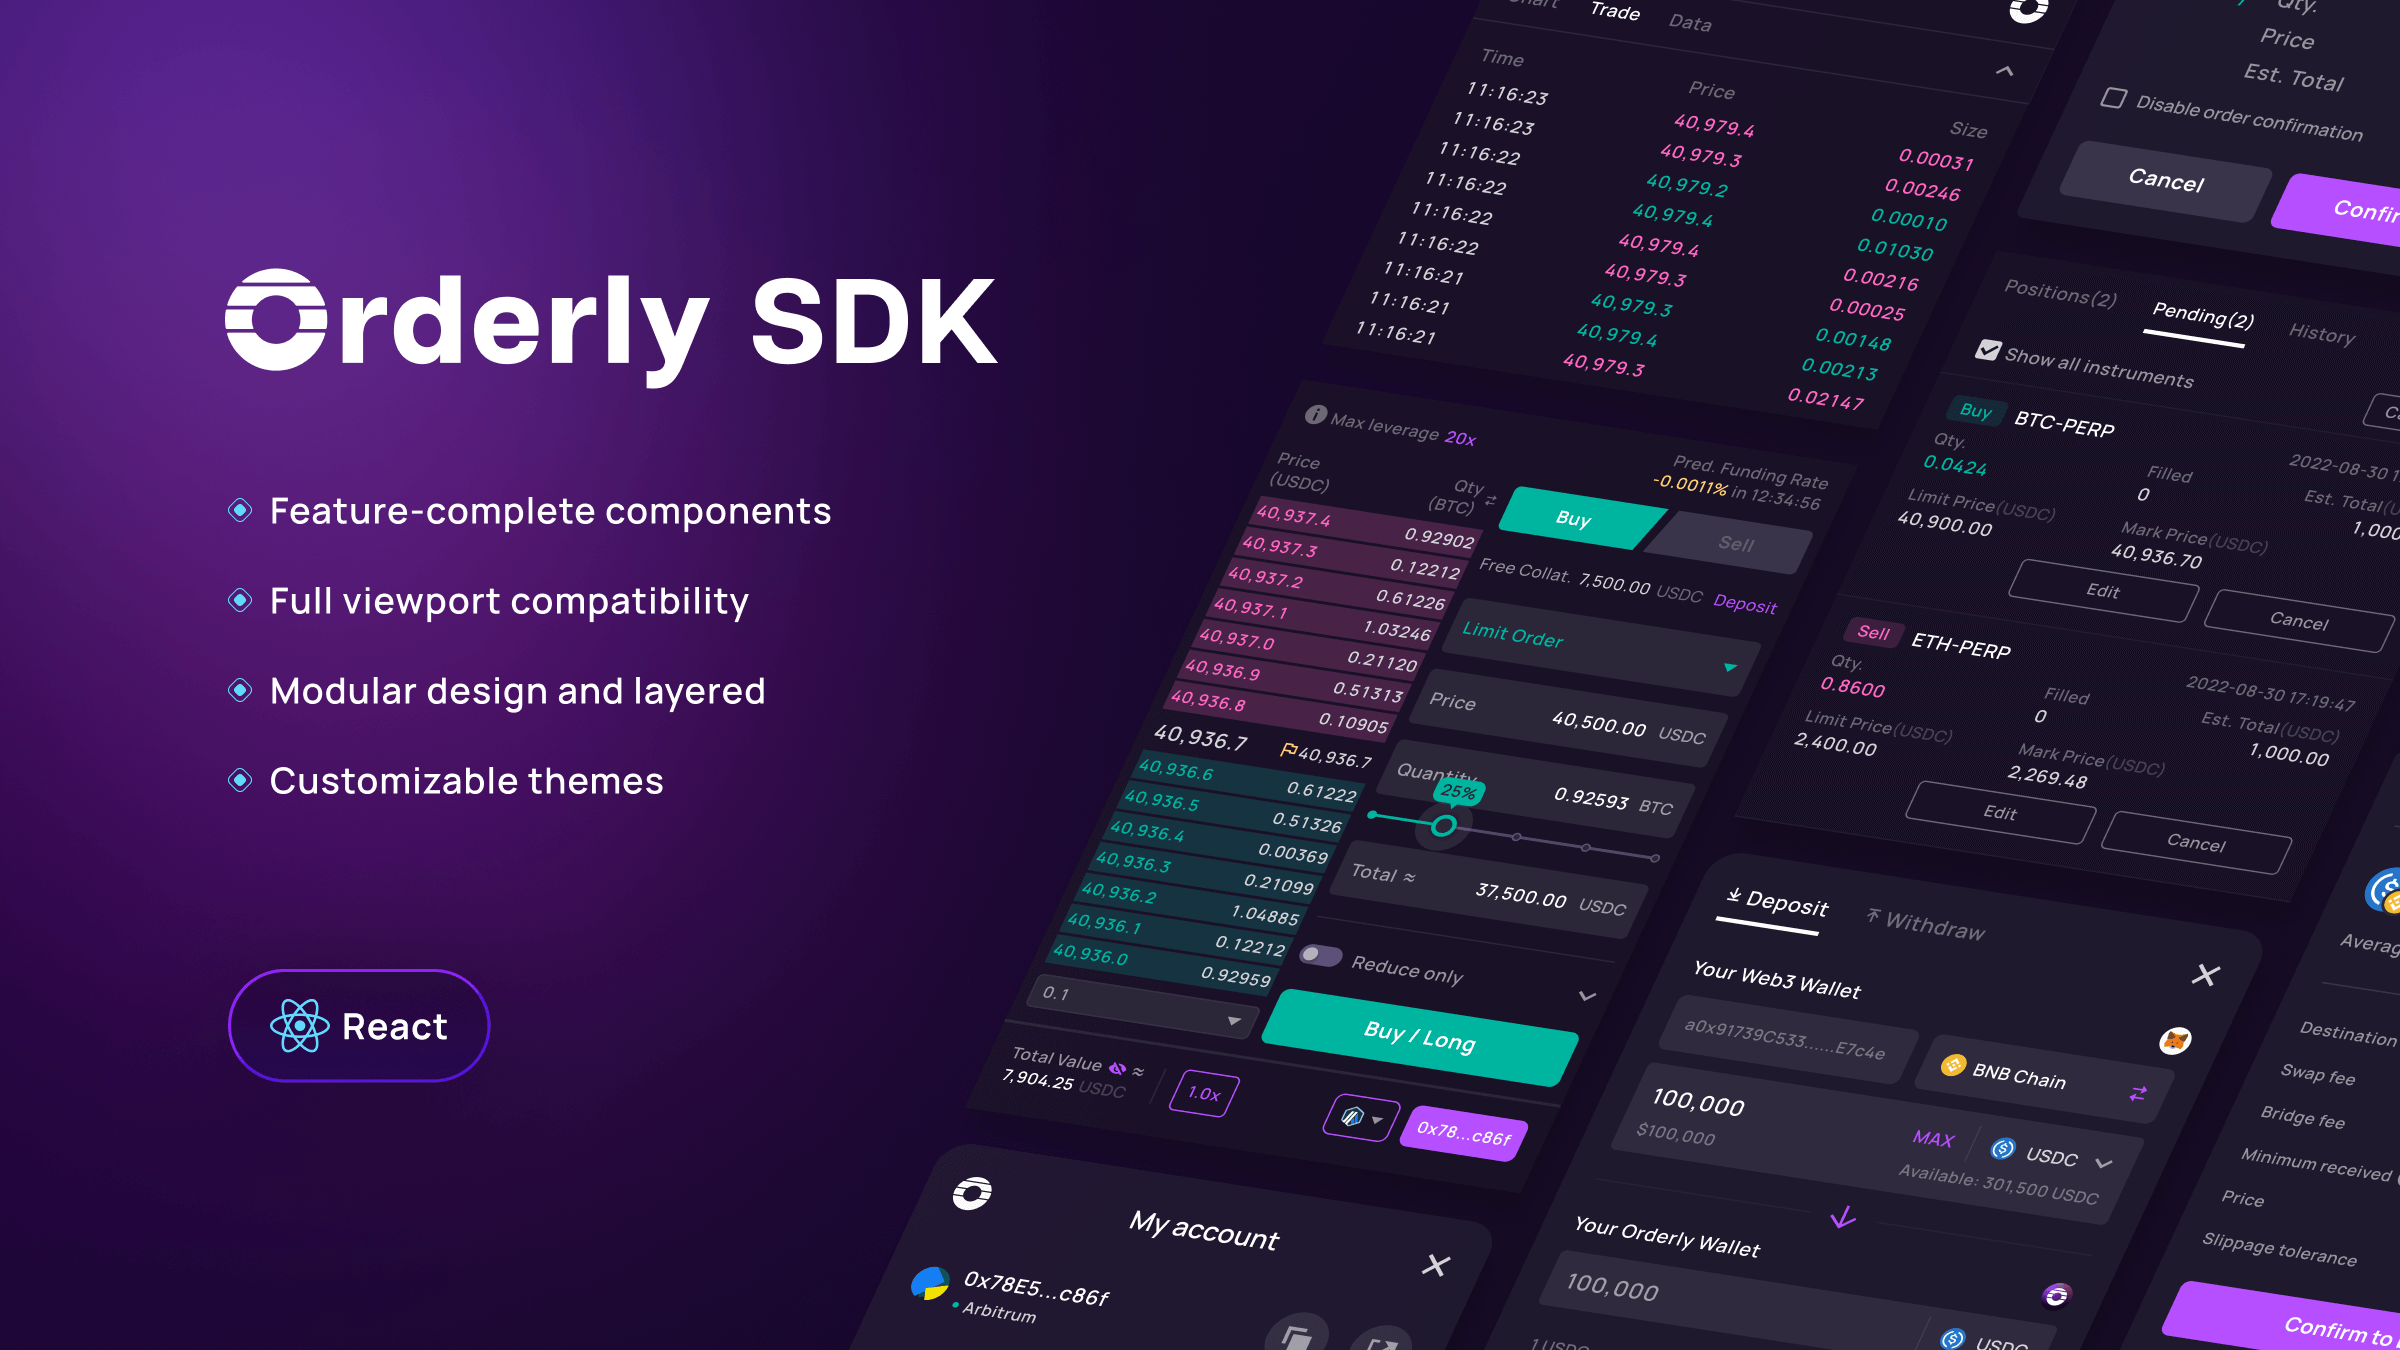 Orderly SDK
Feature-complete components
Full viewport compatibility
Modular design and layered
Customizable themes
React
Trade
Data
Time
Price
Size
11:16:23
40,979.4
0.00031
11:16:23
40,979.3
0.00246
11:16:22
40,979.2
0.00010
11:16:22
40,979.4
0.01030
11:16:22
40,979.4
0.00216
11:16:22
40,979.3
0.00025
11:16:21
40,979.3
0.00148
11:16:21
40,979.4
0.00213
11:16:21
40,979.3
0.02147
Max leverage 20x
Pred. Funding Rate
-0.0011% in 12:34:56
Price
(USDC)
Qty
(BTC)
40,937.4 0.92902
40,937.3 0.12212
40,937.2 0.61226
40,937.1 1.03246
40,937.0 0.21120
40,936.9 0.51313
40,936.8 0.10905
40,936.7 40,936.7
40,936.6 0.61222
40,936.5 0.51326
40,936.4 0.00369
40,936.3 0.21099
40,936.2 1.04885
40,936.1 0.12212
40,936.0 0.92959
0.1
Buy
Sell
Free Collat. 7,500.00 USDC Deposit
Limit Order
Price 40,500.00 USDC
Quantity 0.92593 BTC
25%
Total ≈ 37,500.00 USDC
Reduce only
Buy / Long
Total Value ≈
7,904.25 USDC
1.0x
0x78...c86f
My account
0x78E5...c86f
Arbitrum
Qty.
Price
Est. Total
Disable order confirmation
Cancel
Positions(2)
Pending(2)
History
Show all instruments
Buy BTC-PERP
Qty.
0.0424
Filled
0
2022-08-30
Est. Total
Limit Price(USDC)
40,900.00
Mark Price(USDC)
40,936.70
Edit
Cancel
Sell ETH-PERP
2022-08-30 17:19:47
Qty.
0.8600
Filled
0
Est. Total(USDC)
1,000.00
Limit Price(USDC)
2,400.00
Mark Price(USDC)
2,269.48
Edit
Cancel
Deposit
Withdraw
Your Web3 Wallet
a0x91739C533......E7c4e
BNB Chain
100,000
$100,000
MAX
USDC
Available: 301,500 USDC
Your Orderly Wallet
100,000
USDC
1 USDC
Destination
Swap fee
Bridge fee
Minimum received
Price
Slippage tolerance
Confirm to